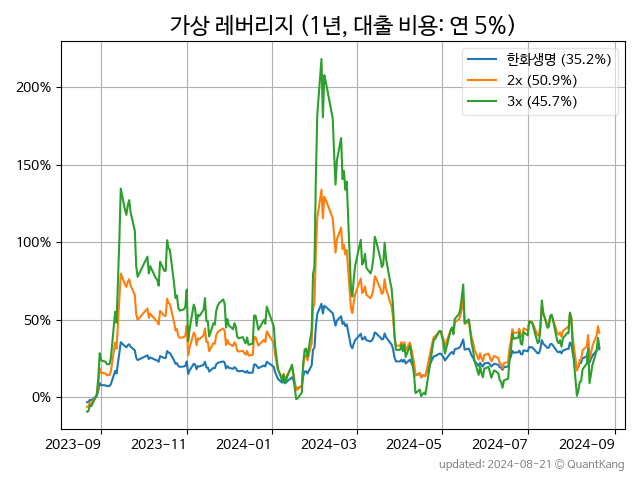 가상 레버리지 (1년, 대출 비용: 연 5%)
한화생명 (35.2%)
2x (50.9%)
3x (45.7%)
200%
150%
100%
50%
0%
2023-09 2023-11 2024-01 2024-03 2024-05 2024-07 2024-09
updated: 2024-08-21 © QuantKang